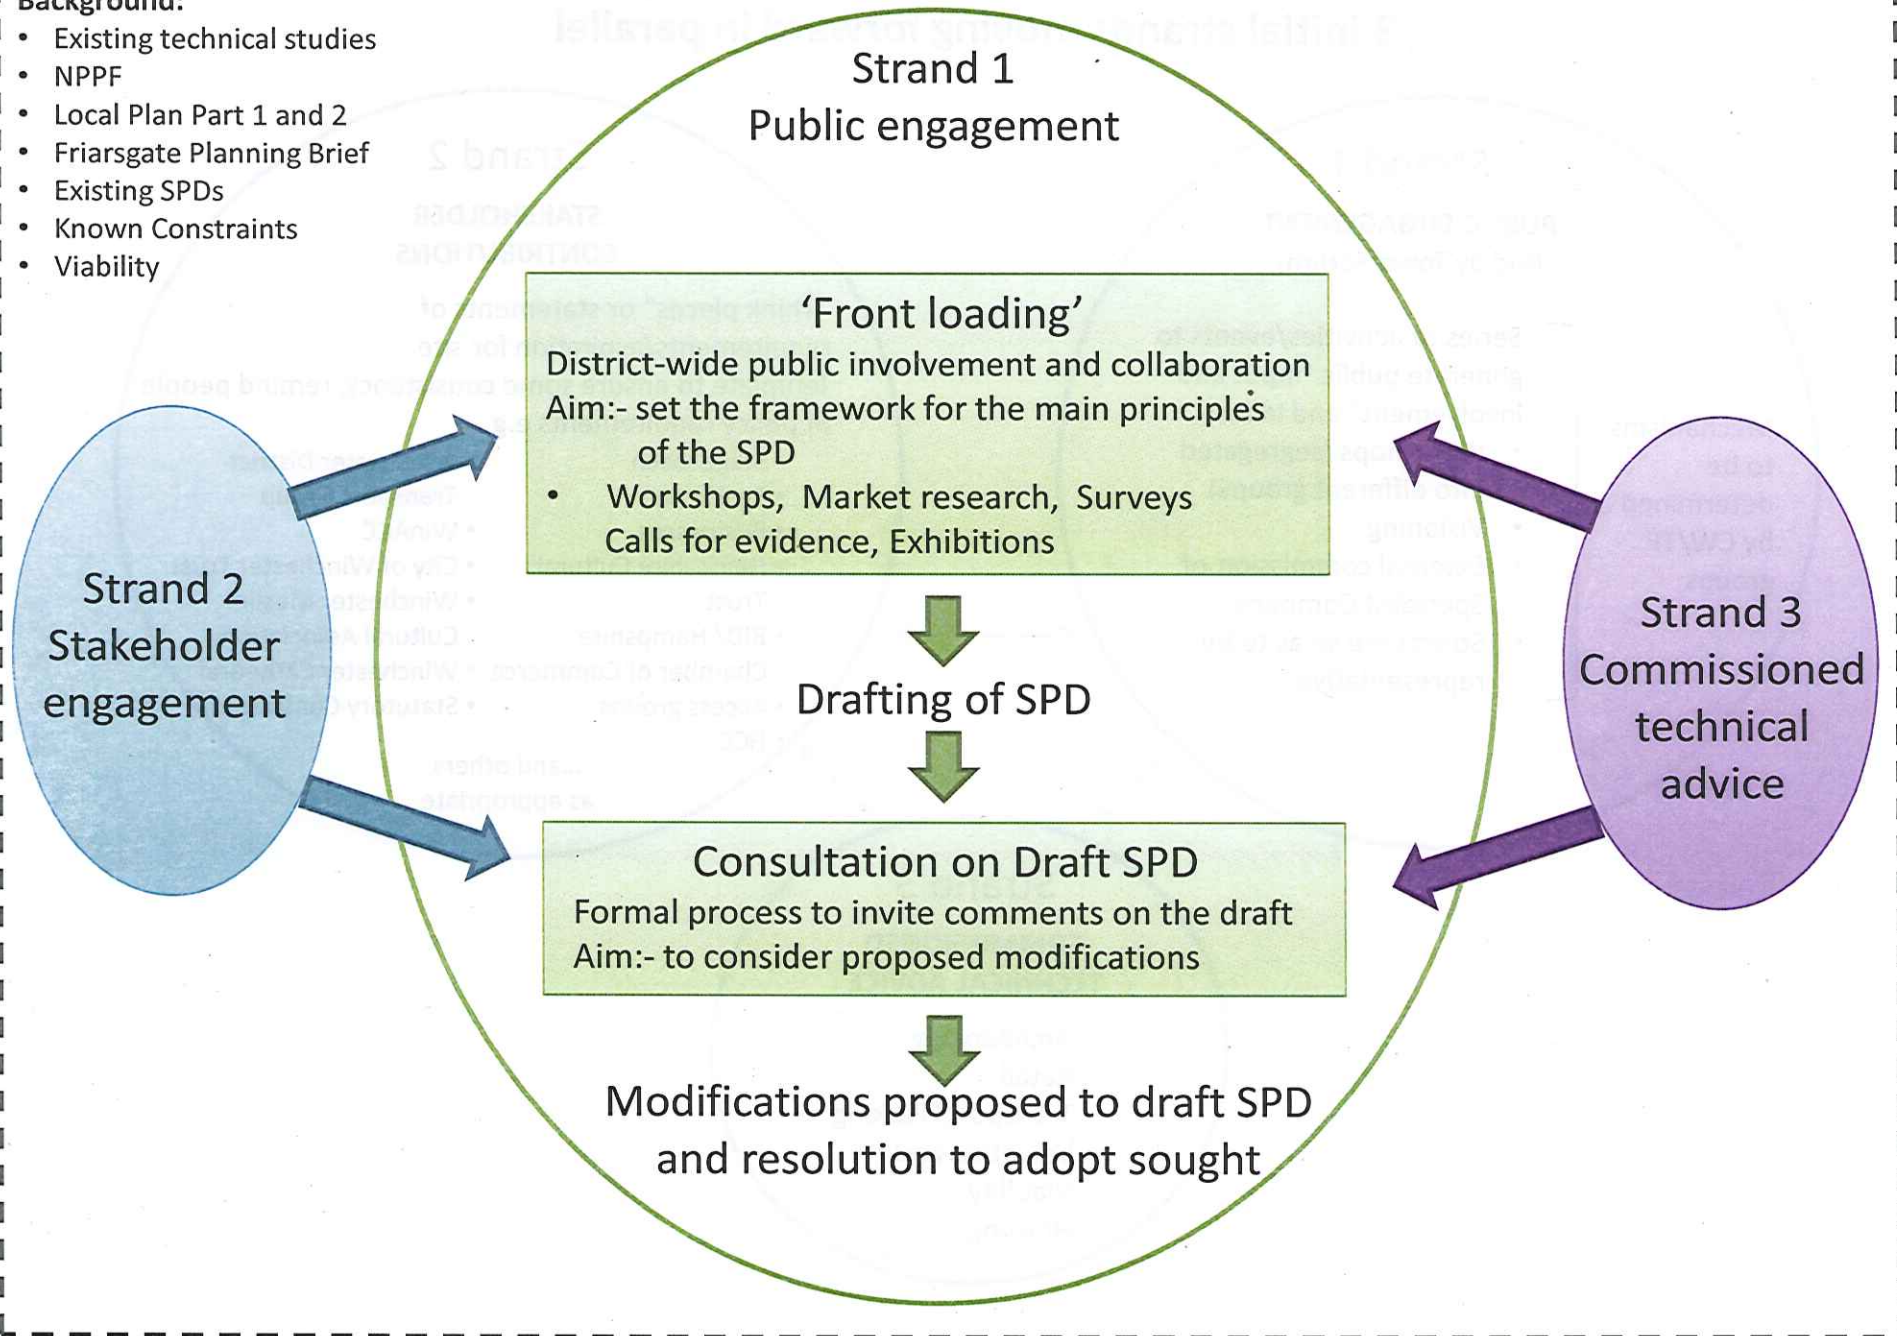 Background:
• Existing technical studies
• NPPF
• Local Plan Part 1 and 2
• Friarsgate Planning Brief
• Existing SPDs
• Known Constraints
• Viability
Strand 1
Public engagement
‘Front loading’
District-wide public involvement and collaboration
Aim:- set the framework for the main principles
of the SPD
• Workshops, Market research, Surveys
Calls for evidence, Exhibitions
Drafting of SPD
Consultation on Draft SPD
Formal process to invite comments on the draft
Aim:- to consider proposed modifications
Modifications proposed to draft SPD
and resolution to adopt sought
Strand 2
Stakeholder
engagement
Strand 3
Commissioned
technical
advice